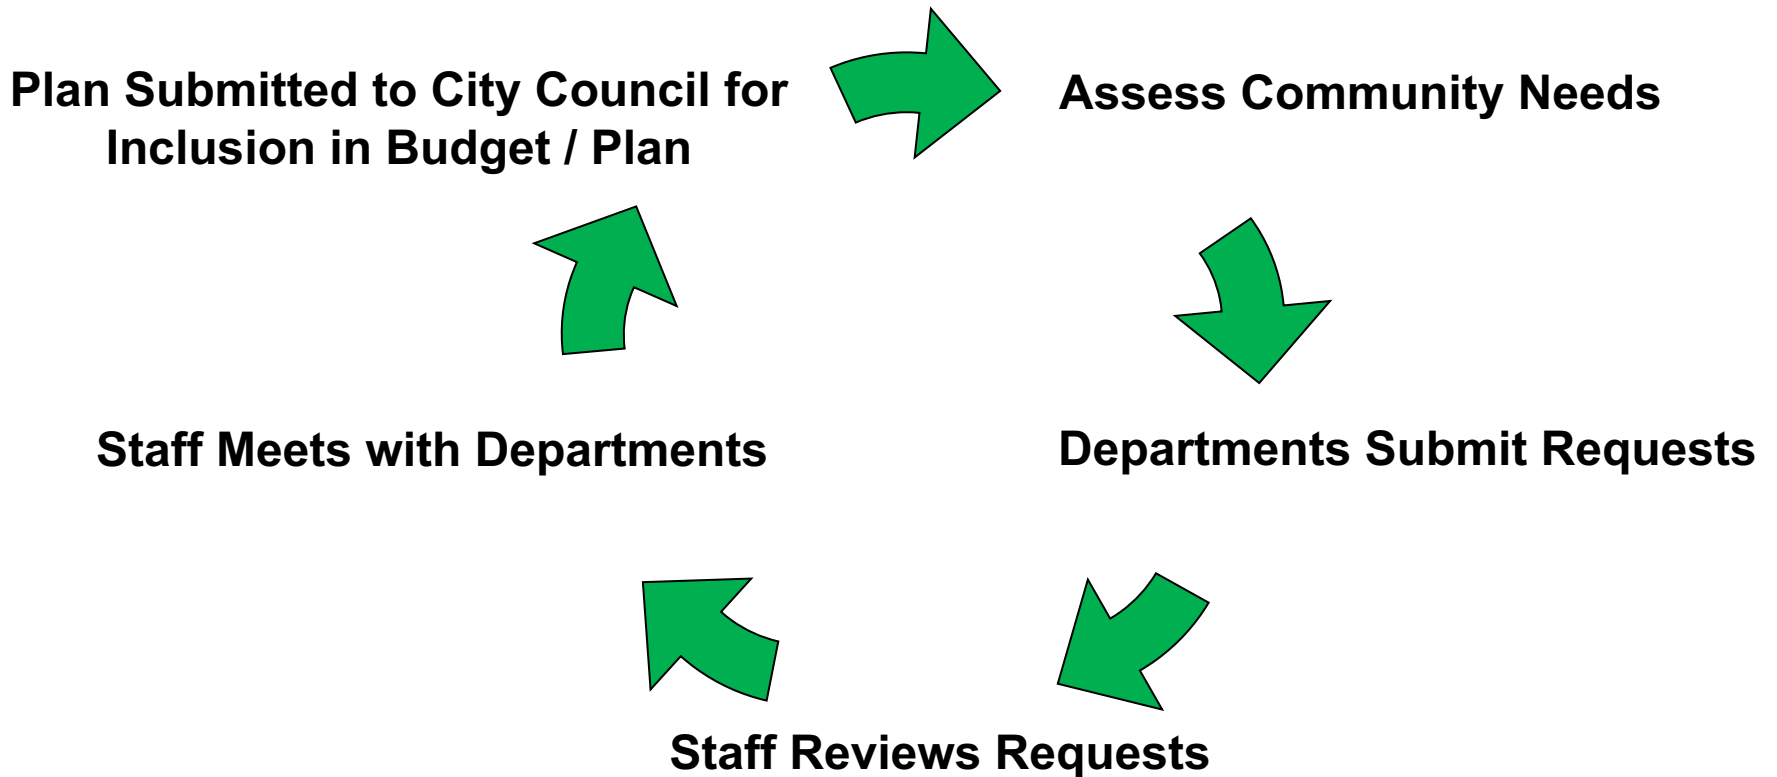 Plan Submitted to City Council for
Inclusion in Budget / Plan
Assess Community Needs
Staff Meets with Departments
Departments Submit Requests
Staff Reviews Requests